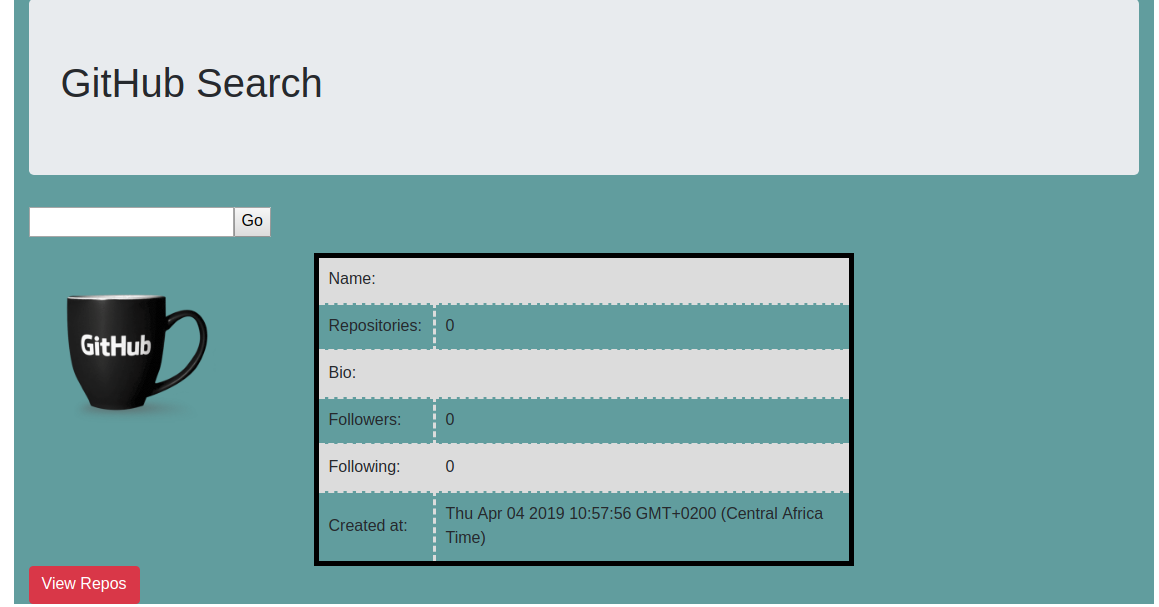 GitHub Search
Go
GitHub
Name:
Repositories: 0
Bio:
Followers: 0
Following: 0
Created at: Thu Apr 04 2019 10:57:56 GMT+0200 (Central Africa
Time)
View Repos